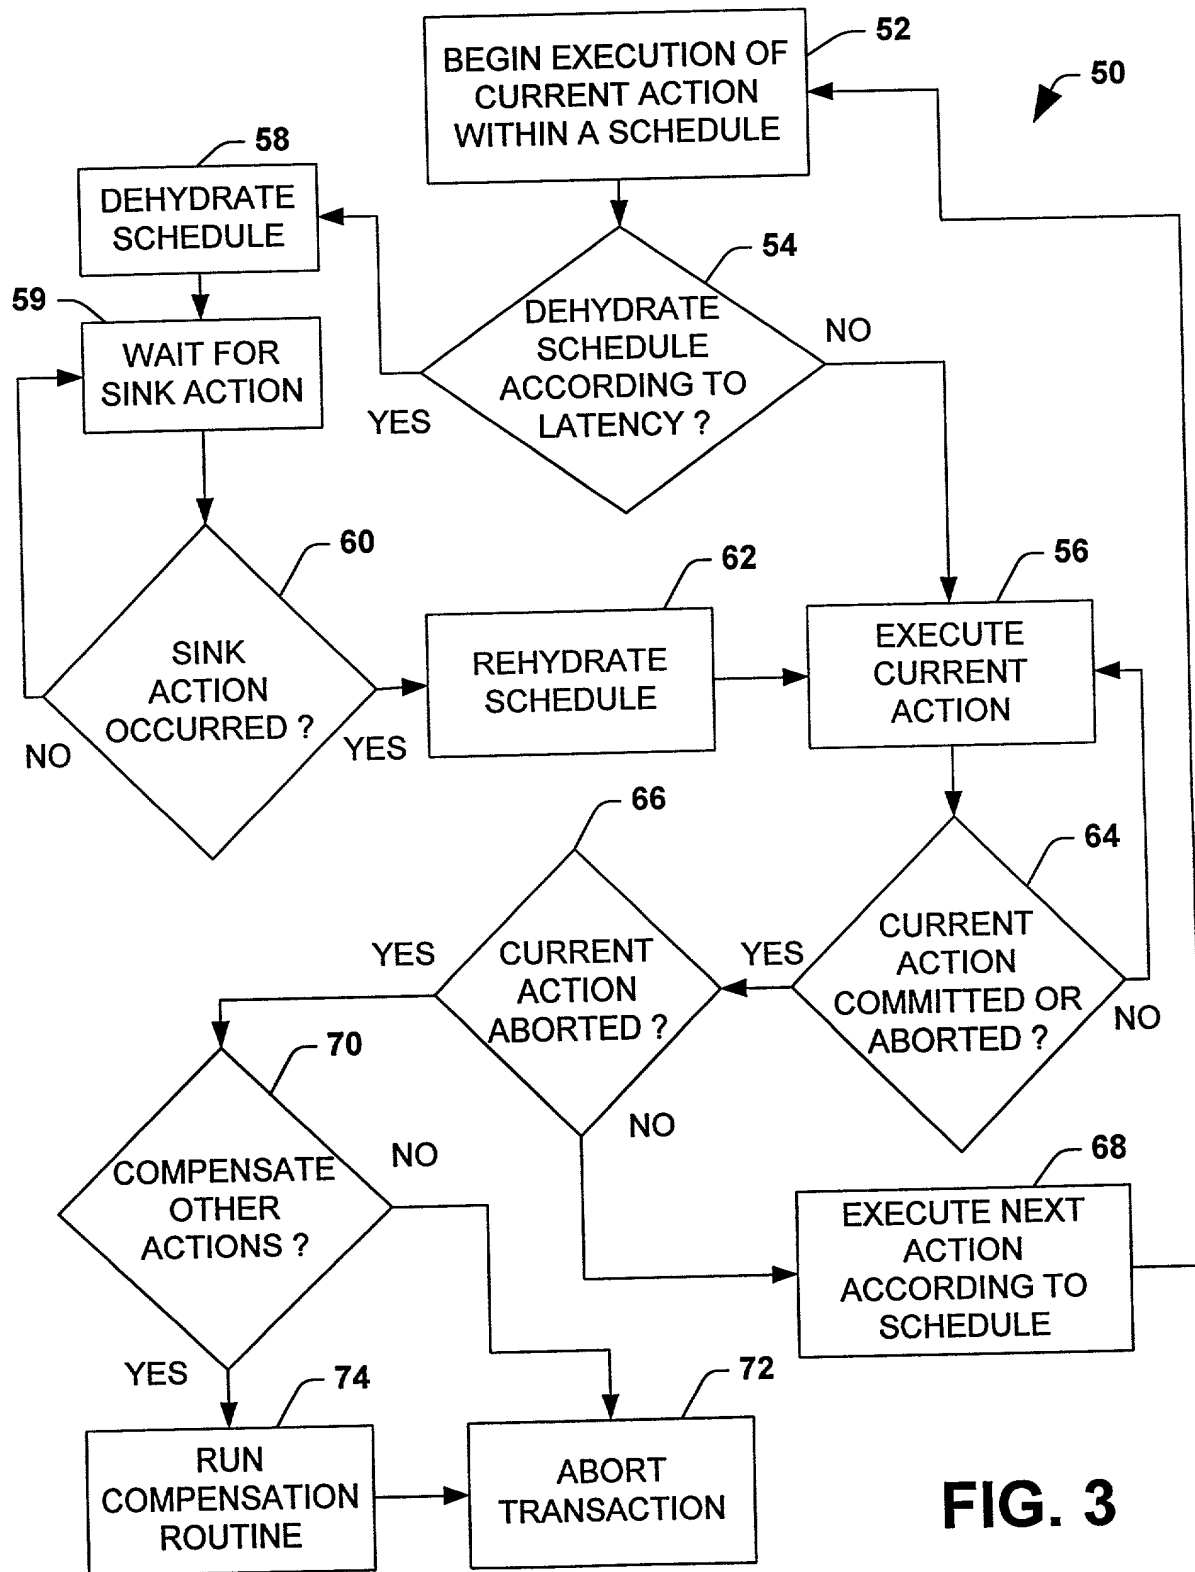 52
BEGIN EXECUTION OF
CURRENT ACTION
WITHIN A SCHEDULE
50
58
DEHYDRATE
SCHEDULE
54
DEHYDRATE
SCHEDULE
ACCORDING TO
LATENCY ?
YES
NO
59
WAIT FOR
SINK ACTION
60
SINK
ACTION
OCCURRED ?
NO
YES
62
REHYDRATE
SCHEDULE
56
EXECUTE
CURRENT
ACTION
64
CURRENT
ACTION
COMMITTED OR
ABORTED ?
YES
NO
66
CURRENT
ACTION
ABORTED ?
YES
NO
68
EXECUTE NEXT
ACTION
ACCORDING TO
SCHEDULE
70
COMPENSATE
OTHER
ACTIONS ?
NO
YES
74
RUN
COMPENSATION
ROUTINE
72
ABORT
TRANSACTION
FIG. 3